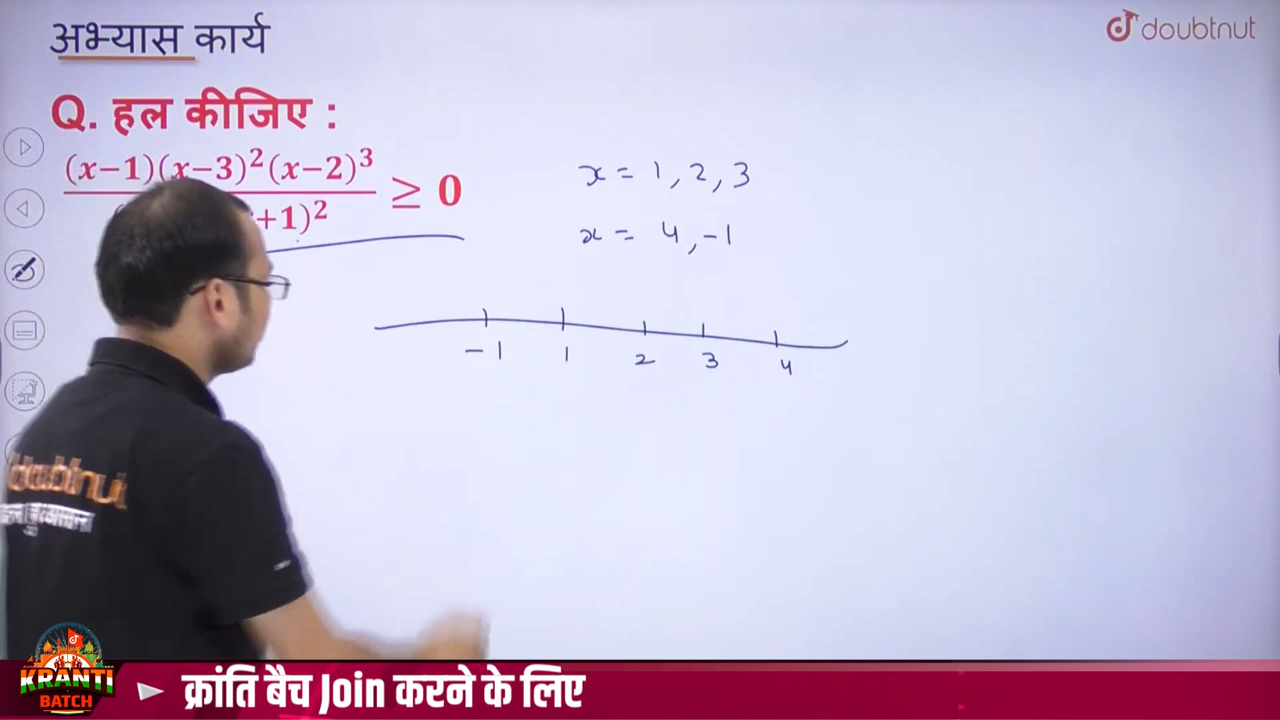 अभ्यास कार्य
doubtnut
Q. हल कीजिए :
(x−1)(x−3)²(x−2)³
+1)²
≥ 0
x = 1, 2, 3
x = 4, -1
-1 1 2 3 4
doubtnut
KRANTI
BATCH
क्रांति बैच Join करने के लिए